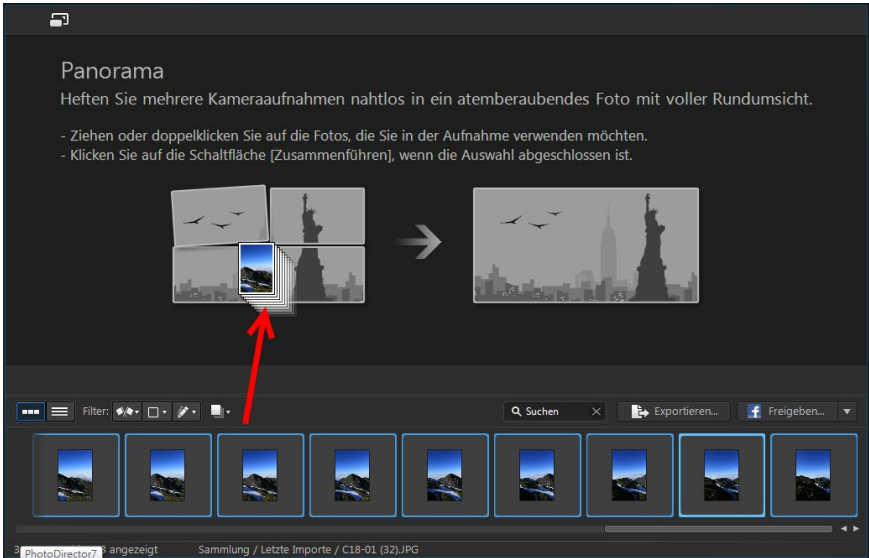 Panorama
Heften Sie mehrere Kameraaufnahmen nahtlos in ein atemberaubendes Foto mit voller Rundumsicht.
- Ziehen oder doppelklicken Sie auf die Fotos, die Sie in der Aufnahme verwenden möchten.
- Klicken Sie auf die Schaltfläche [Zusammenführen], wenn die Auswahl abgeschlossen ist.
Filter: Suchen Exportieren... Freigeben...
PhotoDirector7 angezeigt Sammlung / Letzte Importe / C18-01 (32).JPG